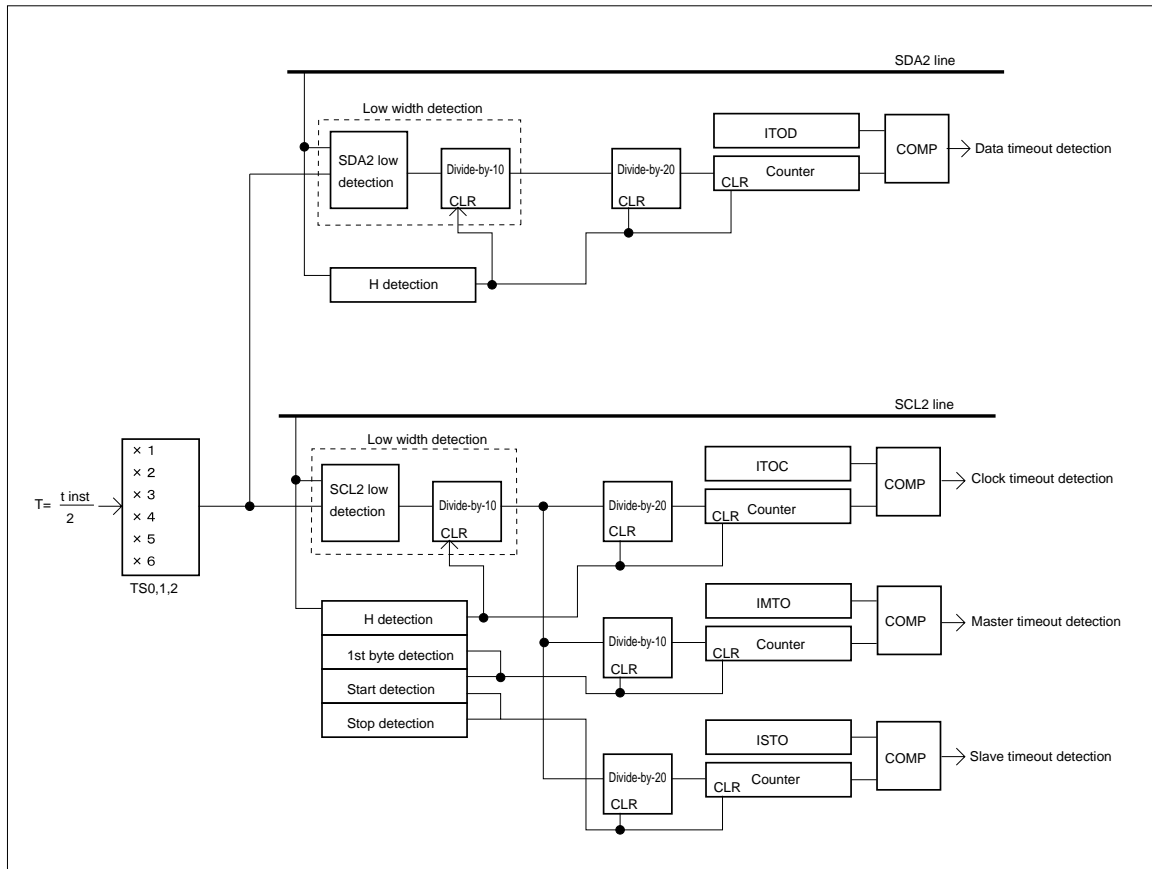 SDA2 line
Low width detection
SDA2 low
detection
Divide-by-10
CLR
Divide-by-20
CLR
ITOD
Counter
CLR
COMP
Data timeout detection
H detection
SCL2 line
Low width detection
× 1
× 2
× 3
× 4
× 5
× 6
T= t inst
2
TS0,1,2
SCL2 low
detection
Divide-by-10
CLR
Divide-by-20
CLR
ITOC
Counter
CLR
COMP
Clock timeout detection
H detection
1st byte detection
Start detection
Stop detection
Divide-by-10
CLR
IMTO
Counter
CLR
COMP
Master timeout detection
Divide-by-20
CLR
ISTO
Counter
CLR
COMP
Slave timeout detection